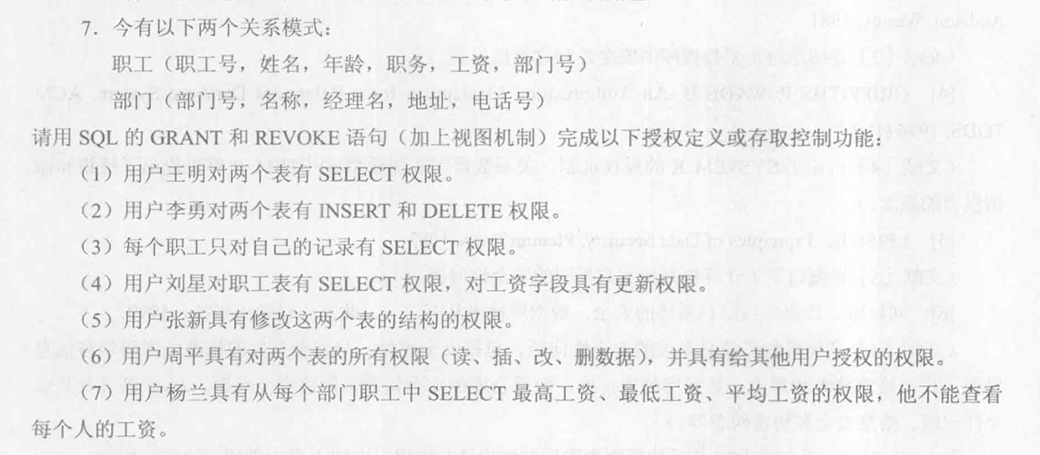 7. 今有以下两个关系模式:
职工（职工号，姓名，年龄，职务，工资，部门号）
部门（部门号，名称，经理名，地址，电话号）
请用 SQL 的 GRANT 和 REVOKE 语句（加上视图机制）完成以下授权定义或存取控制功能:
（1）用户王明对两个表有 SELECT 权限。
（2）用户李勇对两个表有 INSERT 和 DELETE 权限。
（3）每个职工只对自己的记录有 SELECT 权限。
（4）用户刘星对职工表有 SELECT 权限，对工资字段具有更新权限。
（5）用户张新具有修改这两个表的结构的权限。
（6）用户周平具有对两个表的所有权限（读、插、改、删数据），并具有给其他用户授权的权限。
（7）用户杨兰具有从每个部门职工中 SELECT 最高工资、最低工资、平均工资的权限，他不能查看
每个人的工资。